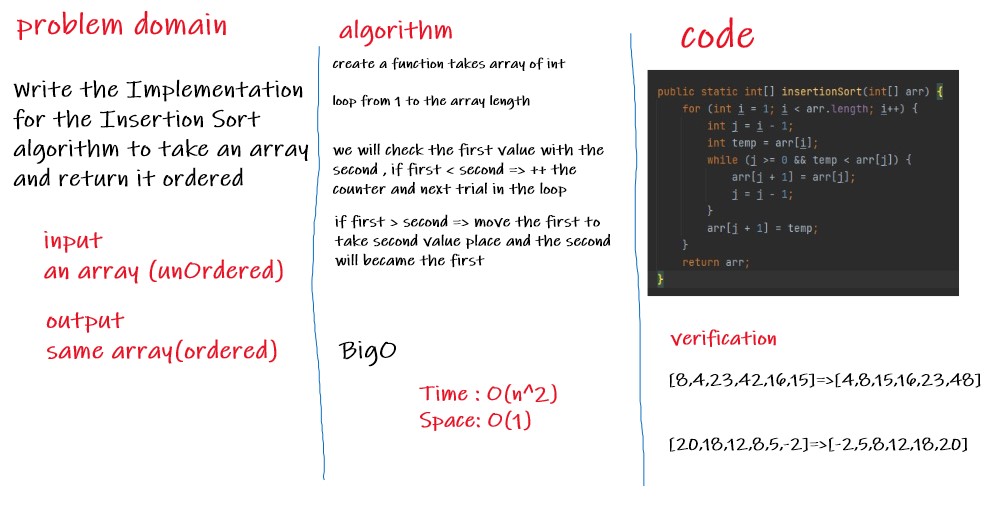 problem domain
Write the Implementation
for the Insertion Sort
algorithm to take an array
and return it ordered
input
an array (unOrdered)
output
same array(ordered)
algorithm
create a function takes array of int
loop from 1 to the array length
we will check the first value with the
second , if first < second => ++ the
counter and next trial in the loop
if first > second => move the first to
take second value place and the second
will became the first
BigO
Time : O(n^2)
Space: O(1)
code
public static int[] insertionSort(int[] arr) {
for (int i = 1; i < arr.length; i++) {
int j = i - 1;
int temp = arr[i];
while (j >= 0 && temp < arr[j]) {
arr[j + 1] = arr[j];
j = j - 1;
}
arr[j + 1] = temp;
}
return arr;
}
verification
[8,4,23,42,16,15]=>[4,8,15,16,23,48]
[20,18,12,8,5,-2]=>[-2,5,8,12,18,20]